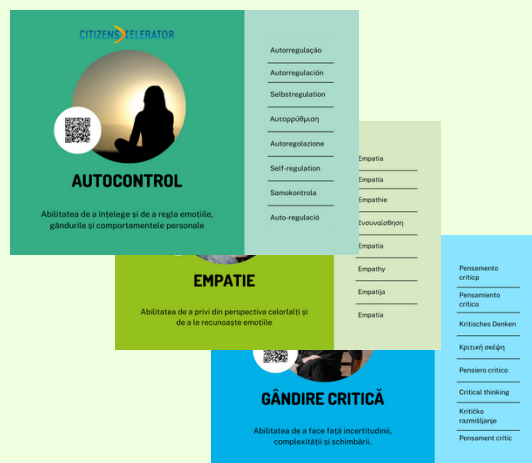 CITIZENS XELERATOR
AUTOCONTROL
Abilitatea de a înțelege și de a regla emoțiile,
gândurile și comportamentele personale
Autorregulação
Autorregulación
Selbstregulation
Αυτορρύθμιση
Autoregolazione
Self-regulation
Samokontrola
Auto-regulació
EMPATIE
Abilitatea de a privi din perspectiva celorlalți și
de a le recunoaște emoțiile
Empatia
Empatía
Empathie
Ενσυναίσθηση
Empatia
Empathy
Empatija
Empatia
GÂNDIRE CRITICĂ
Abilitatea de a face față incertitudinii,
complexității și schimbării.
Pensamento
críticp
Pensamiento
crítico
Kritisches Denken
Κριτική σκέψη
Pensiero critico
Critical thinking
Kritičko
razmišljanje
Pensament crític